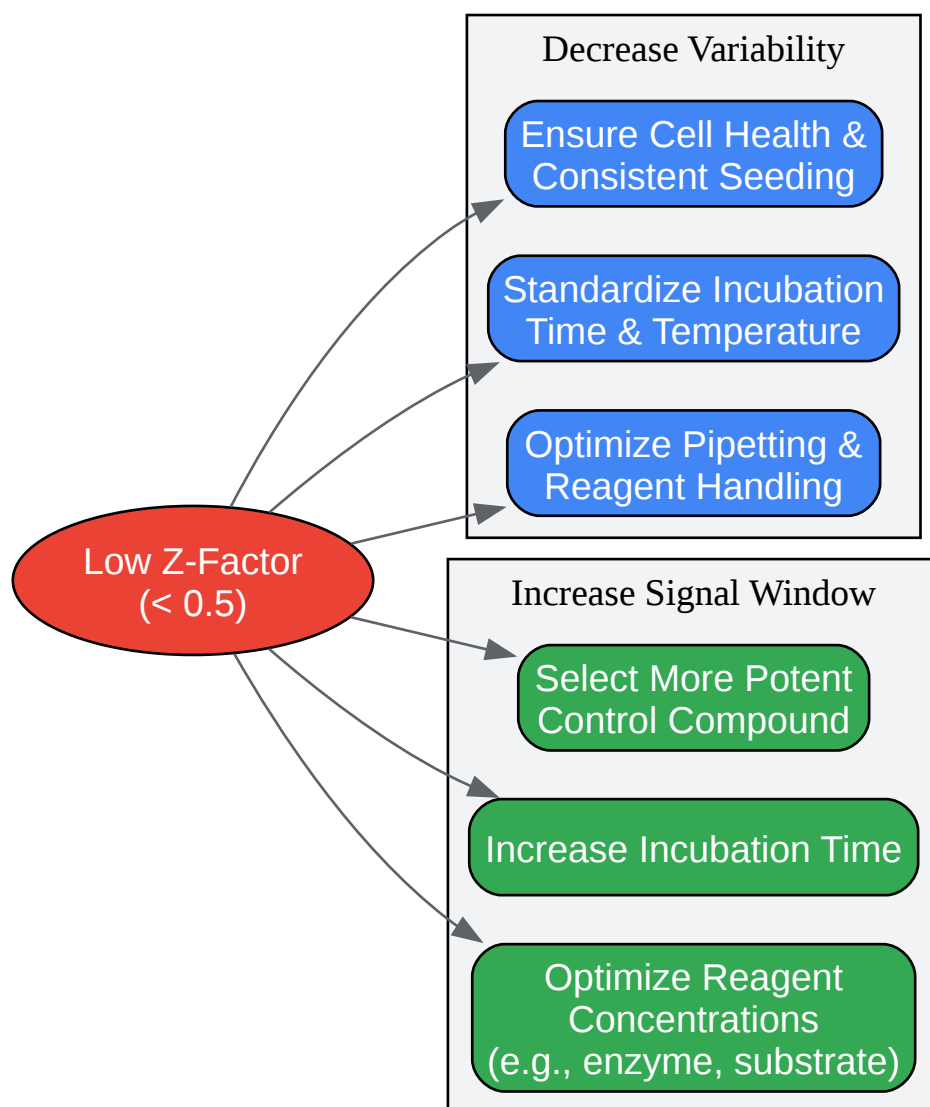 Decrease Variability
Ensure Cell Health &
Consistent Seeding
Standardize Incubation
Time & Temperature
Optimize Pipetting &
Reagent Handling
Low Z-Factor
(< 0.5)
Increase Signal Window
Select More Potent
Control Compound
Increase Incubation Time
Optimize Reagent
Concentrations
(e.g., enzyme, substrate)